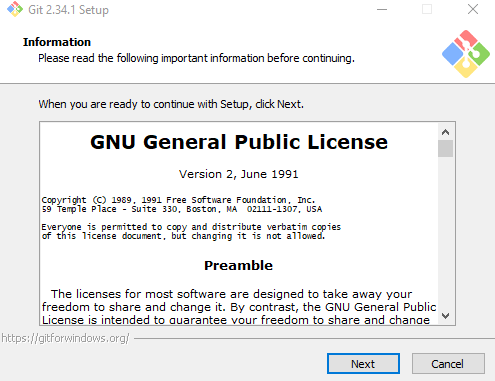 Git 2.34.1 Setup
Information
Please read the following important information before continuing.
When you are ready to continue with Setup, click Next.
GNU General Public License
Version 2, June 1991
Copyright (C) 1989, 1991 Free Software Foundation, Inc.
59 Temple Place - Suite 330, Boston, MA  02111-1307, USA
Everyone is permitted to copy and distribute verbatim copies
of this license document, but changing it is not allowed.
Preamble
The licenses for most software are designed to take away your
freedom to share and change it. By contrast, the GNU General Public
License is intended to guarantee your freedom to share and change
https://gitforwindows.org/
Next
Cancel